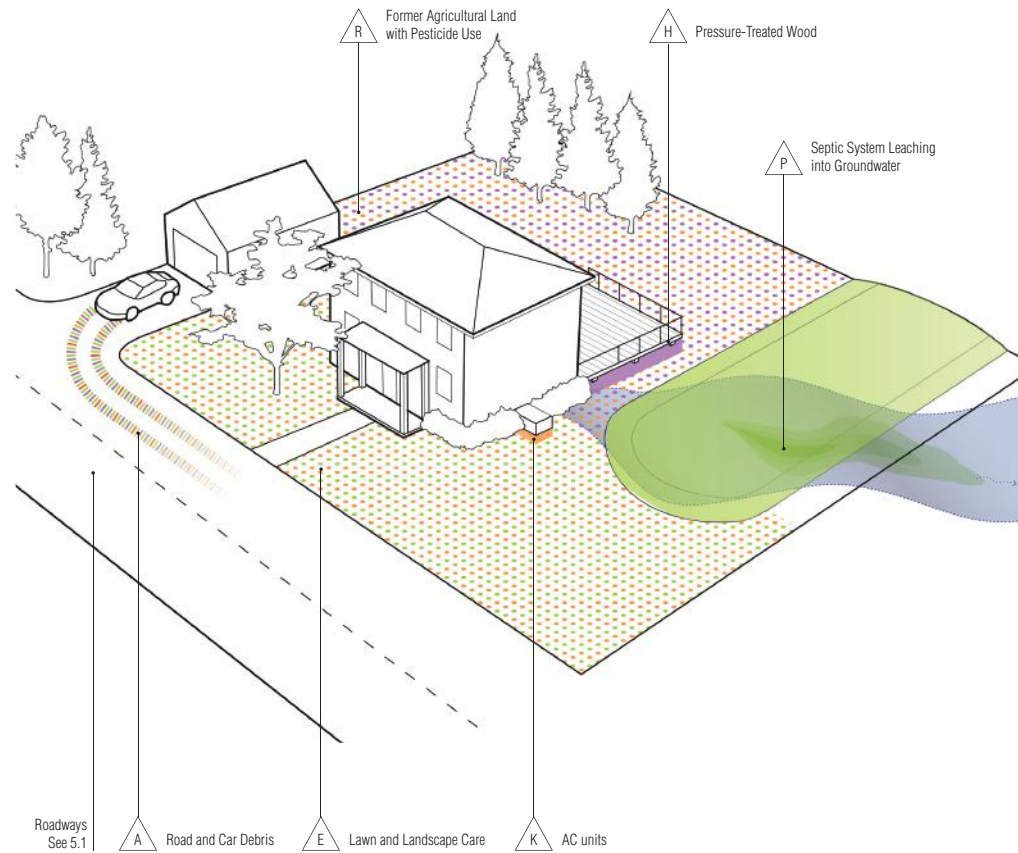 R
Former Agricultural Land
with Pesticide Use
H
Pressure-Treated Wood
P
Septic System Leaching
into Groundwater
Roadways
See 5.1
A
Road and Car Debris
E
Lawn and Landscape Care
K
AC units